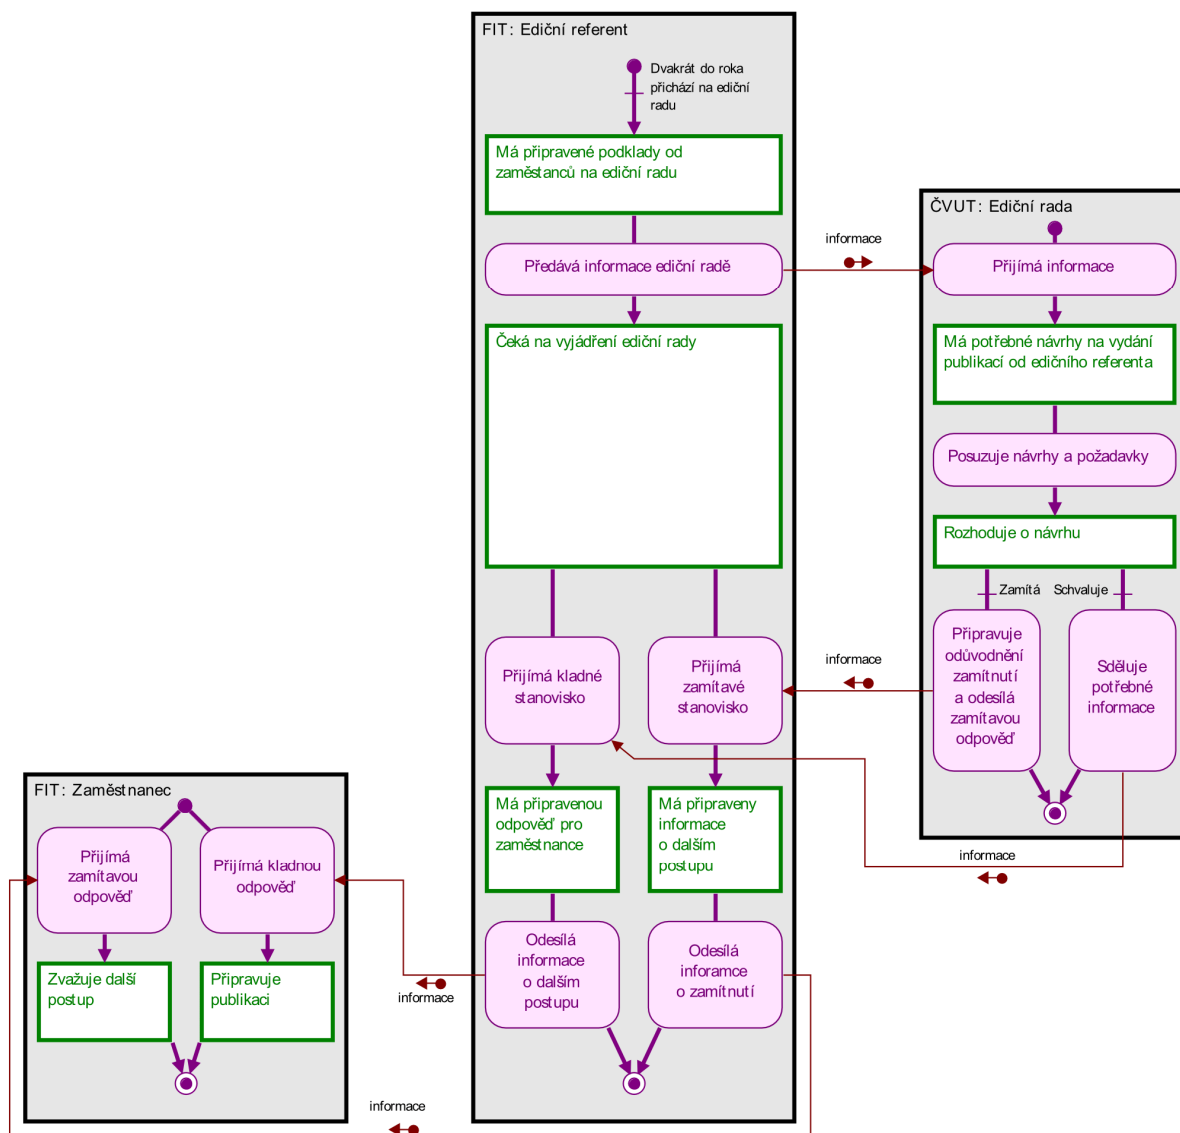 FIT: Ediční referent
Dvakrát do roka
přichází na ediční
radu
Má připravené podklady od
zaměstanců na ediční radu
Předává informace ediční radě
informace
ČVUT: Ediční rada
Přijímá informace
Čeká na vyjádření ediční rady
Má potřebné návrhy na vydání
publikací od edičního referenta
Posuzuje návrhy a požadavky
Rozhoduje o návrhu
Zamítá
Schvaluje
Připravuje
odůvodnění
zamítnutí
a odesílá
zamítavou
odpověď
Sděluje
potřebné
informace
informace
Přijímá kladné
stanovisko
Přijímá
zamítavé
stanovisko
Má připravenou
odpověď pro
zaměstnance
Má připraveny
informace
o dalším
postupu
informace
FIT: Zaměstnanec
Přijímá
zamítavou
odpověď
Přijímá kladnou
odpověď
Zvažuje další
postup
Připravuje
publikaci
informace
Odesílá
informace
o dalším
postupu
Odesílá
inforamce
o zamítnutí
informace